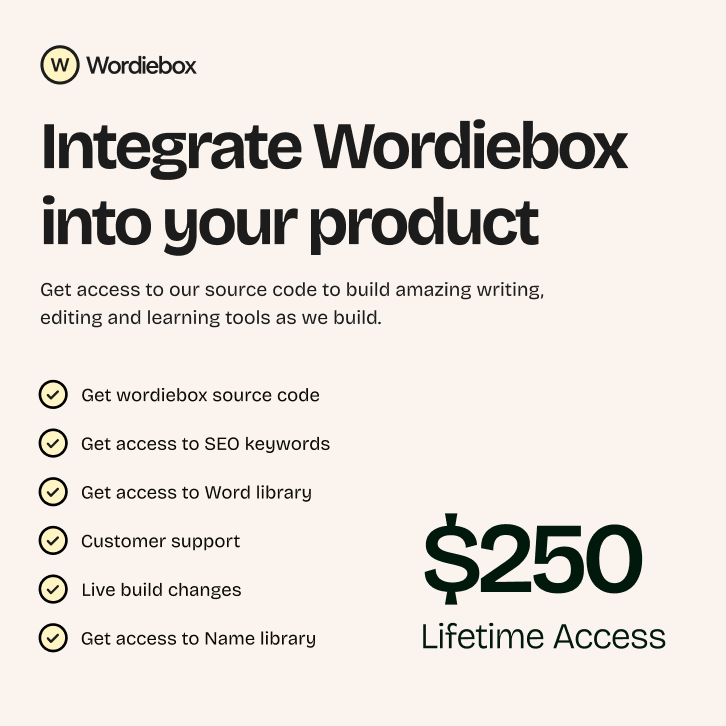 W Wordiebox
Integrate Wordiebox
into your product
Get access to our source code to build amazing writing,
editing and learning tools as we build.
Get wordiebox source code
Get access to SEO keywords
Get access to Word library
Customer support
Live build changes
Get access to Name library
$250
Lifetime Access